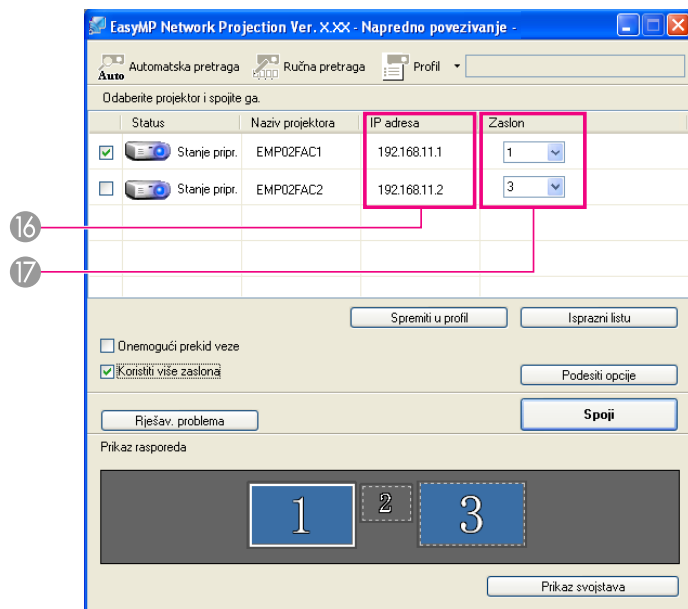 EasyMP Network Projection Ver. X.XX - Napredno povezivanje -
Auto Automatska pretraga Ručna pretraga Profil
Odaberite projektor i spojite ga.
Status Naziv projektora IP adresa Zaslon
Stanje pripr. EMP02FAC1 192.168.11.1 1
Stanje pripr. EMP02FAC2 192.168.11.2 3
16
17
Spremiti u profil Isprazni listu
Onemogući prekid veze
Koristiti više zaslona
Podesiti opcije
Rješav. problema Spoji
Prikaz rasporeda
1 2 3
Prikaz svojstava